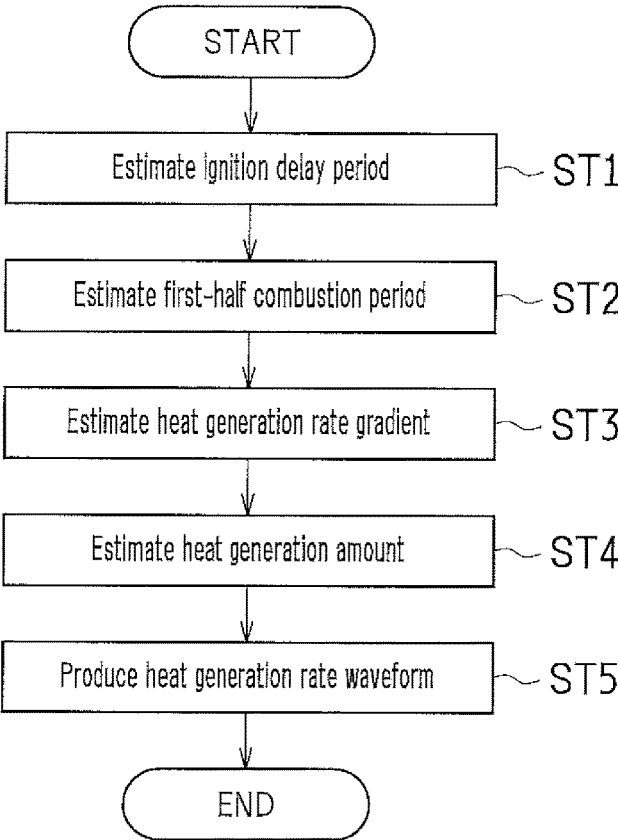 START
Estimate ignition delay period
ST1
Estimate first-half combustion period
ST2
Estimate heat generation rate gradient
ST3
Estimate heat generation amount
ST4
Produce heat generation rate waveform
ST5
END